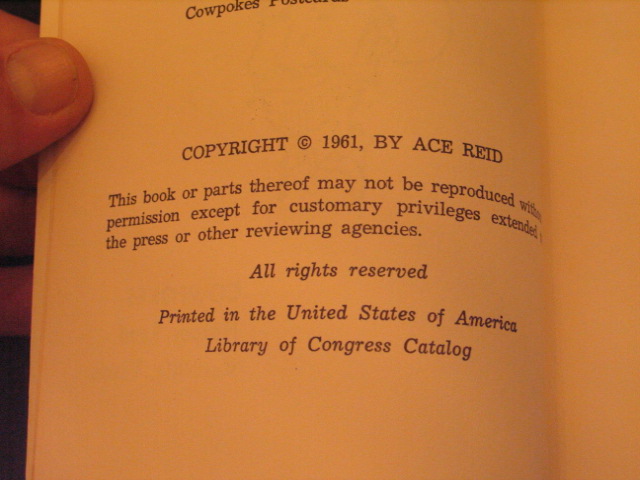 Cowpokes Postcards
COPYRIGHT © 1961, BY ACE REID
This book or parts thereof may not be reproduced without
permission except for customary privileges extended
the press or other reviewing agencies.
All rights reserved
Printed in the United States of America
Library of Congress Catalog